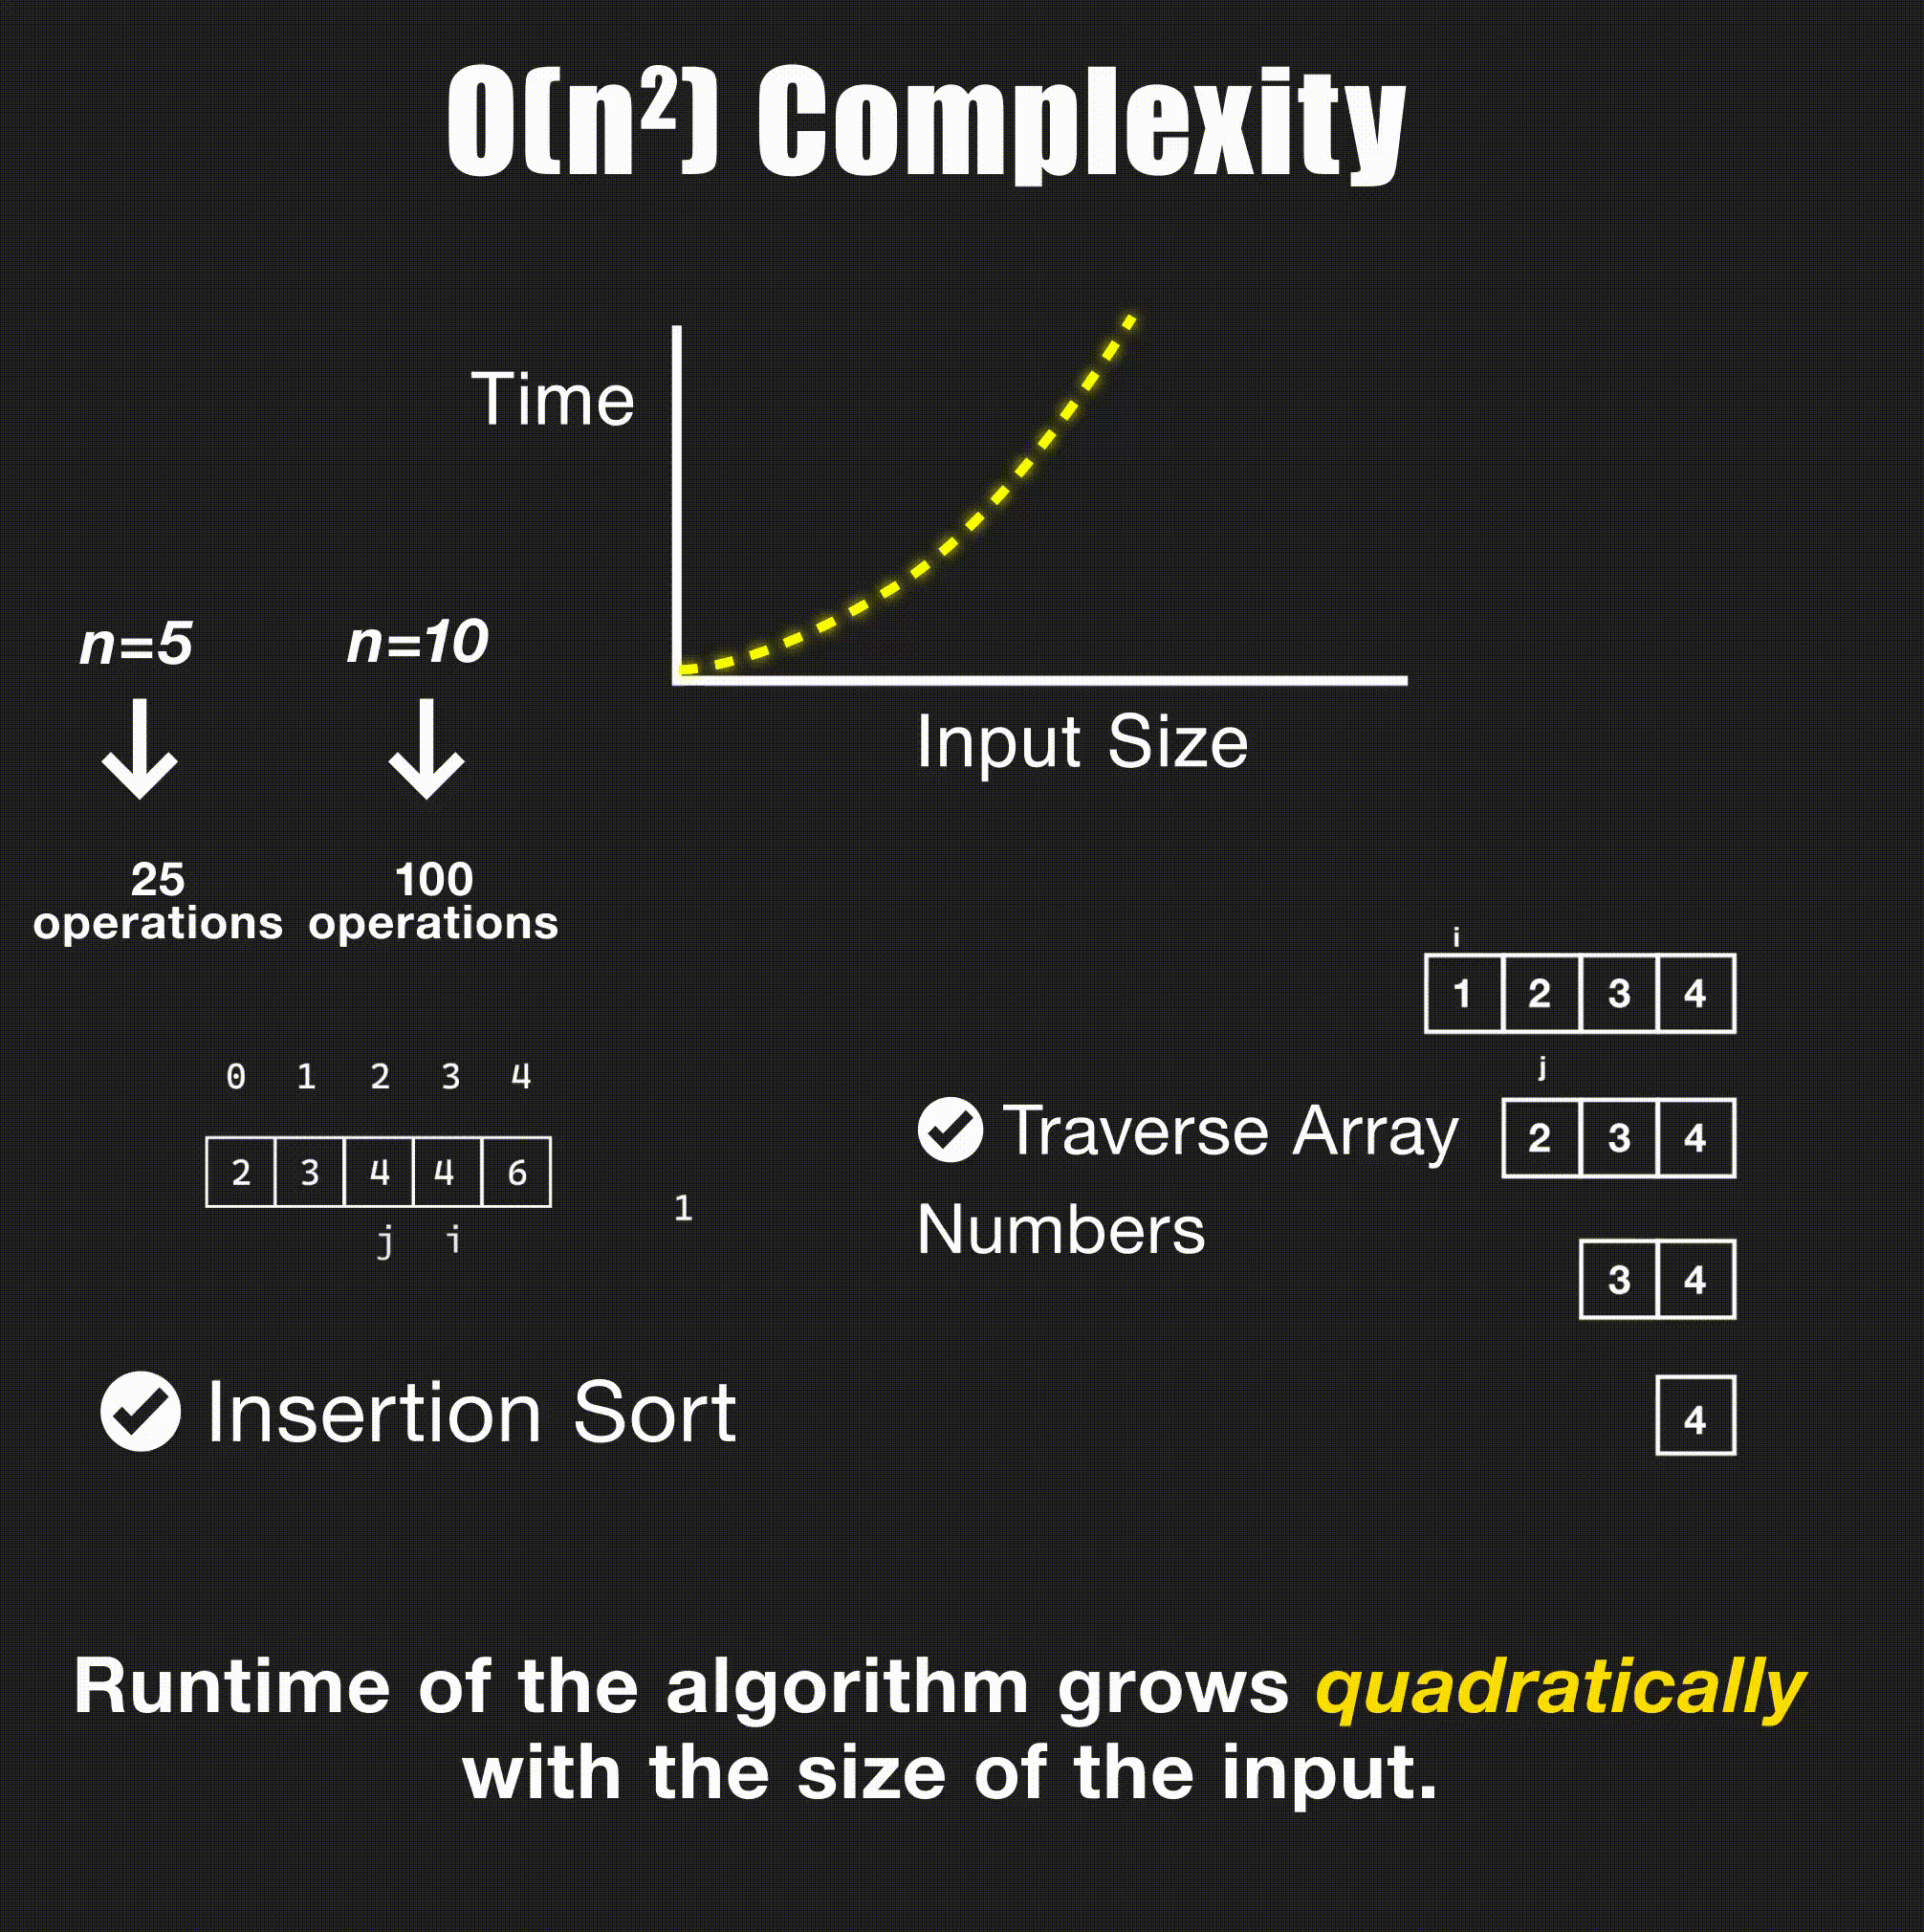 O(n²) Complexity
Time
Input Size
n=5 n=10
25 100
operations operations
i
1 2 3 4
j
2 3 4
3 4
4
Traverse Array
Numbers
0 1 2 3 4
2 3 4 4 6
j i
1
Insertion Sort
Runtime of the algorithm grows quadratically
with the size of the input.